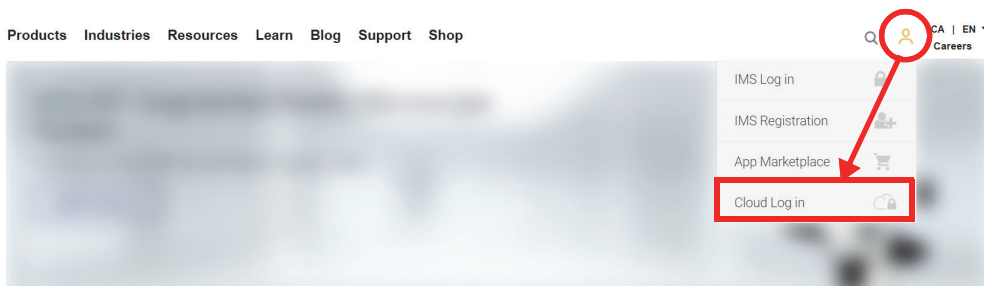 Products Industries Resources Learn Blog Support Shop CA | EN
Careers
IMS Log in
IMS Registration
App Marketplace
Cloud Log in